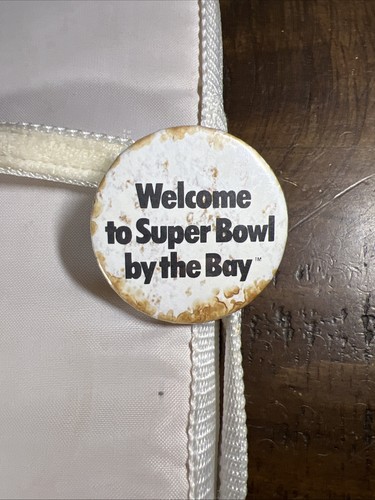 Welcome
to Super Bowl
by the Bay™